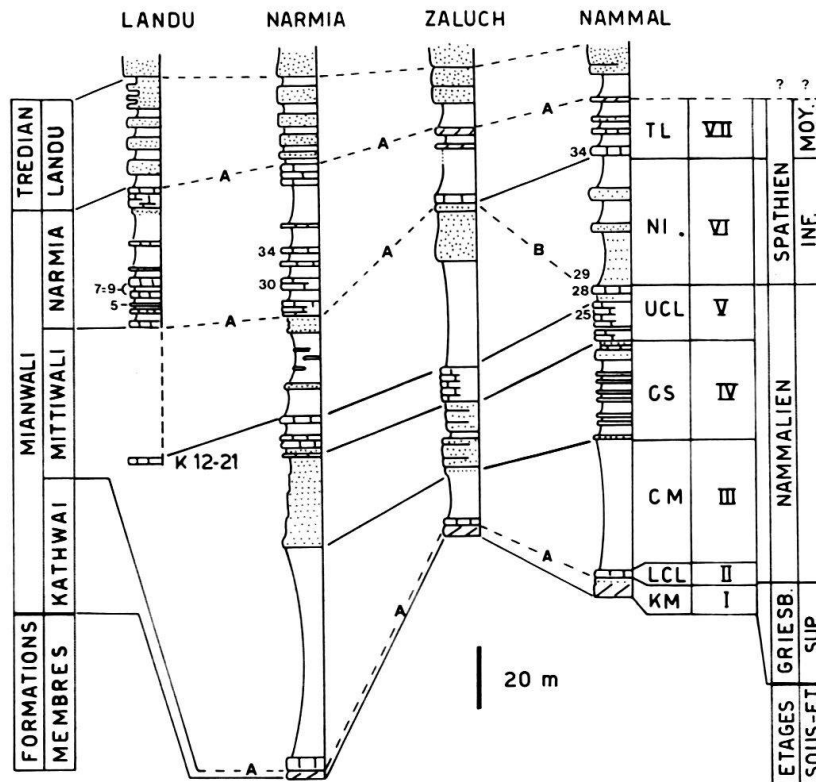 LANDU NARMIA ZALUCH NAMMAL
TREDIAN
LANDU
MIANWALI
NARMIA
MITTIWALI
KATHWAI
FORMATIONS
MEMBRES
7=9
5
K 12-21
A
A
34
30
A
A
A
A
A
B
A
A
34
29
28
25
TL VII
NI. VI
UCL V
CS IV
CM III
LCL II
KM I
? ?
SPATHIEN
MOY.
INF.
NAMMALIEN
GRIESB.
SUP.
ETAGES
SOUS-ET.
20 m